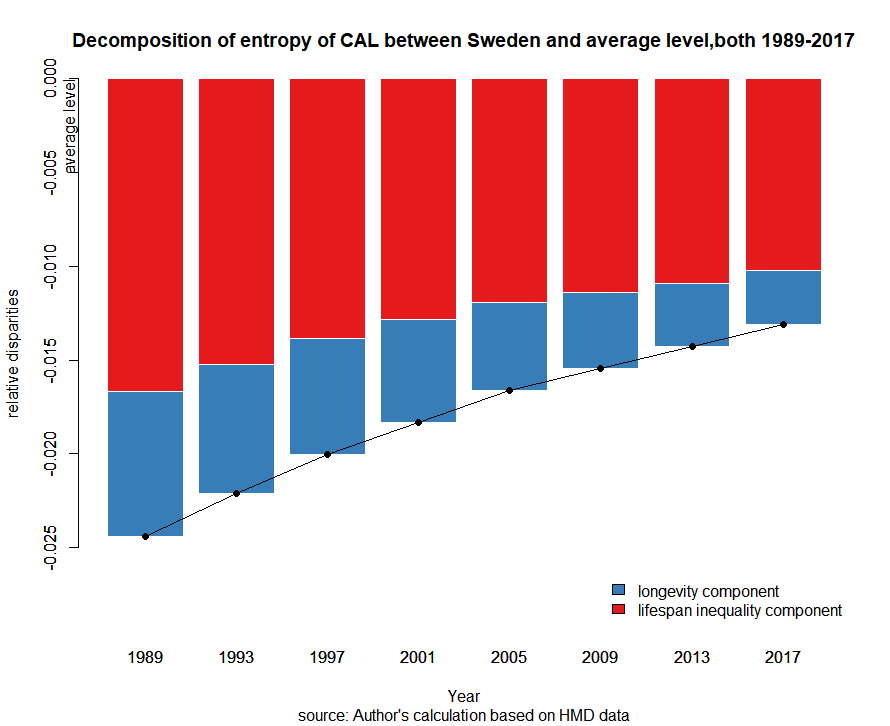 Decomposition of entropy of CAL between Sweden and average level,both 1989-2017
relative disparities
average level
0.000
-0.005
-0.010
-0.015
-0.020
-0.025
longevity component
lifespan inequality component
1989 1993 1997 2001 2005 2009 2013 2017
Year
source: Author's calculation based on HMD data